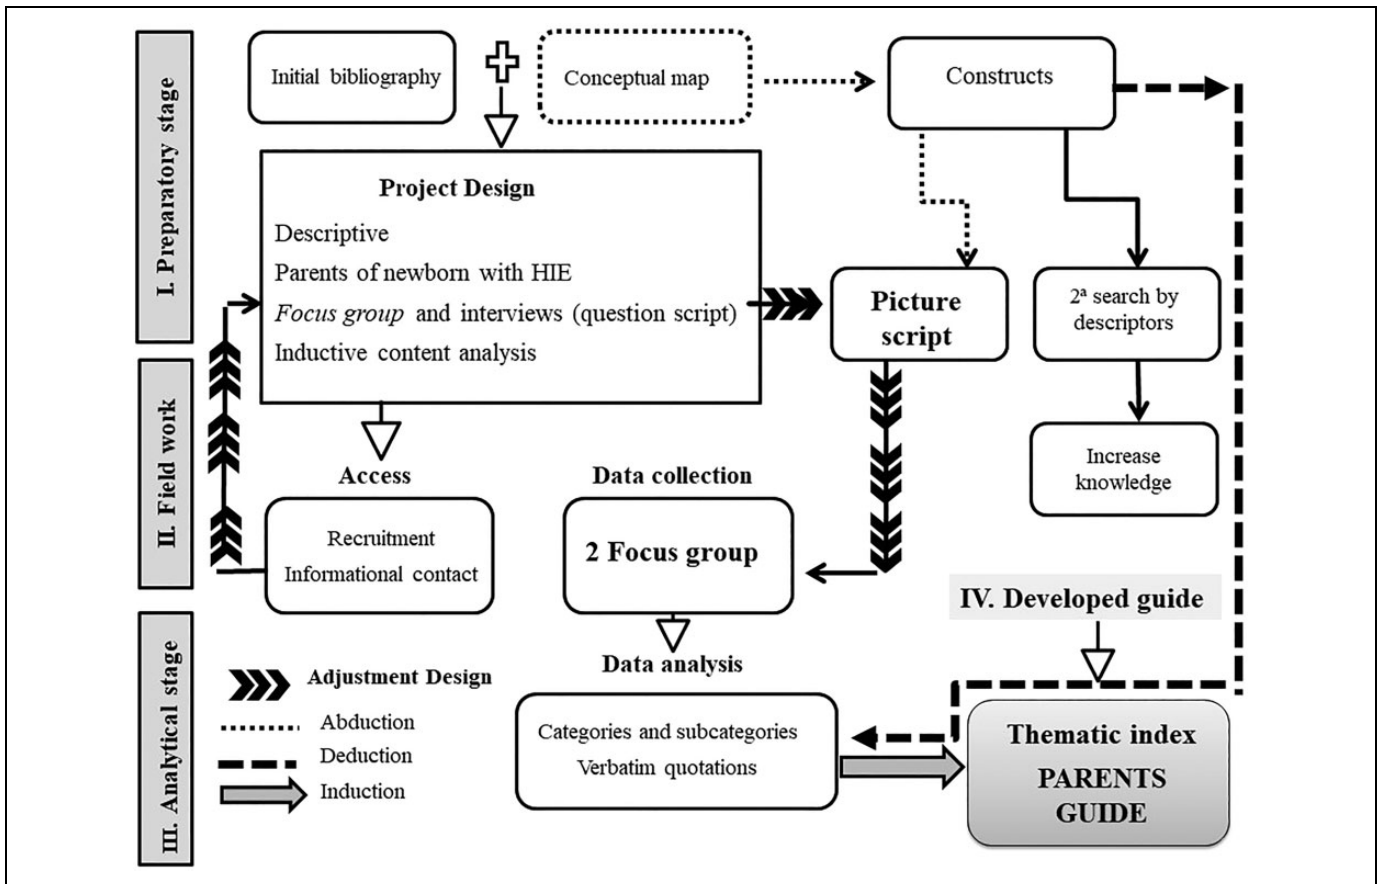 I. Preparatory stage
Initial bibliography
Conceptual map
Constructs
Project Design
Descriptive
Parents of newborn with HIE
Focus group and interviews (question script)
Inductive content analysis
Picture
script
2ª search by
descriptors
Increase
knowledge
II. Field work
Access
Recruitment
Informational contact
Data collection
2 Focus group
IV. Developed guide
III. Analytical stage
Adjustment Design
Abduction
Deduction
Induction
Data analysis
Categories and subcategories
Verbatim quotations
Thematic index
PARENTS
GUIDE